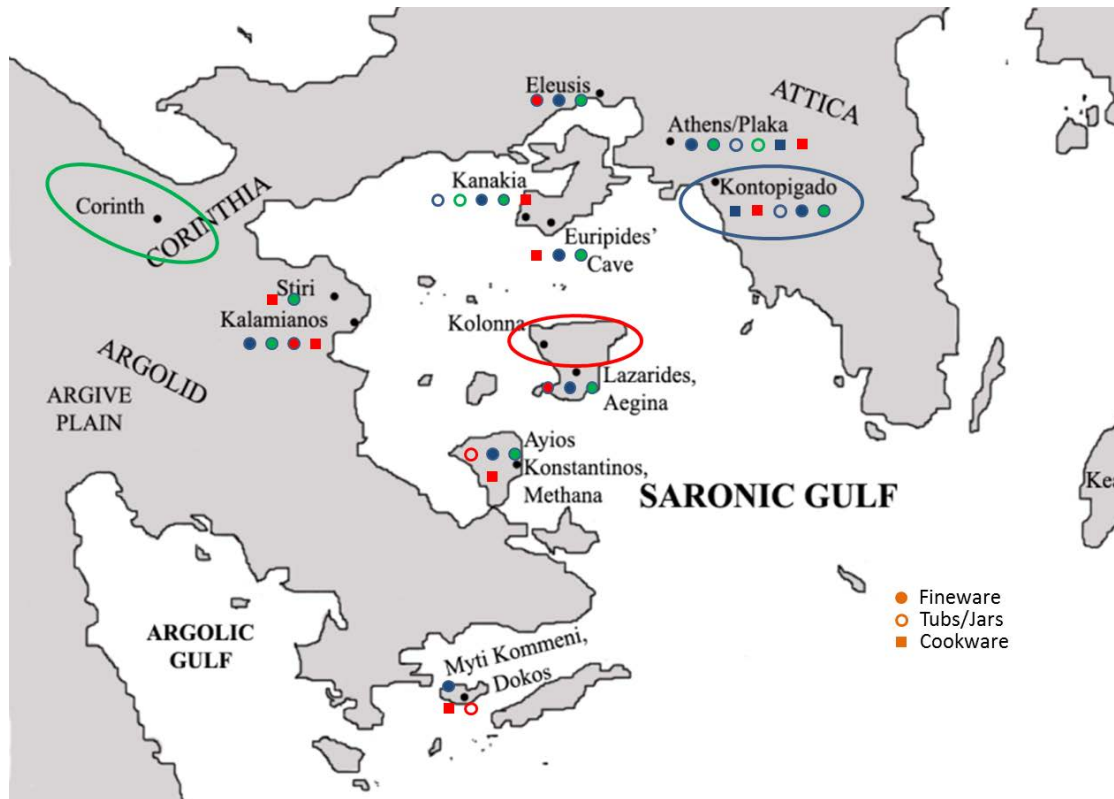 Eleusis
ATTICA
Athens/Plaka
Kanakia
Kontopigado
Corinth
CORINTHIA
Euripides'
Cave
Stiri
Kolonna
Kalamianos
ARGOLID
Lazarides,
Aegina
ARGIVE
PLAIN
Ayios
Konstantinos,
Methana
SARONIC GULF
Kea
Fineware
Tubs/Jars
Cookware
ARGOLIC
GULF
Myti Kommeni,
Dokos